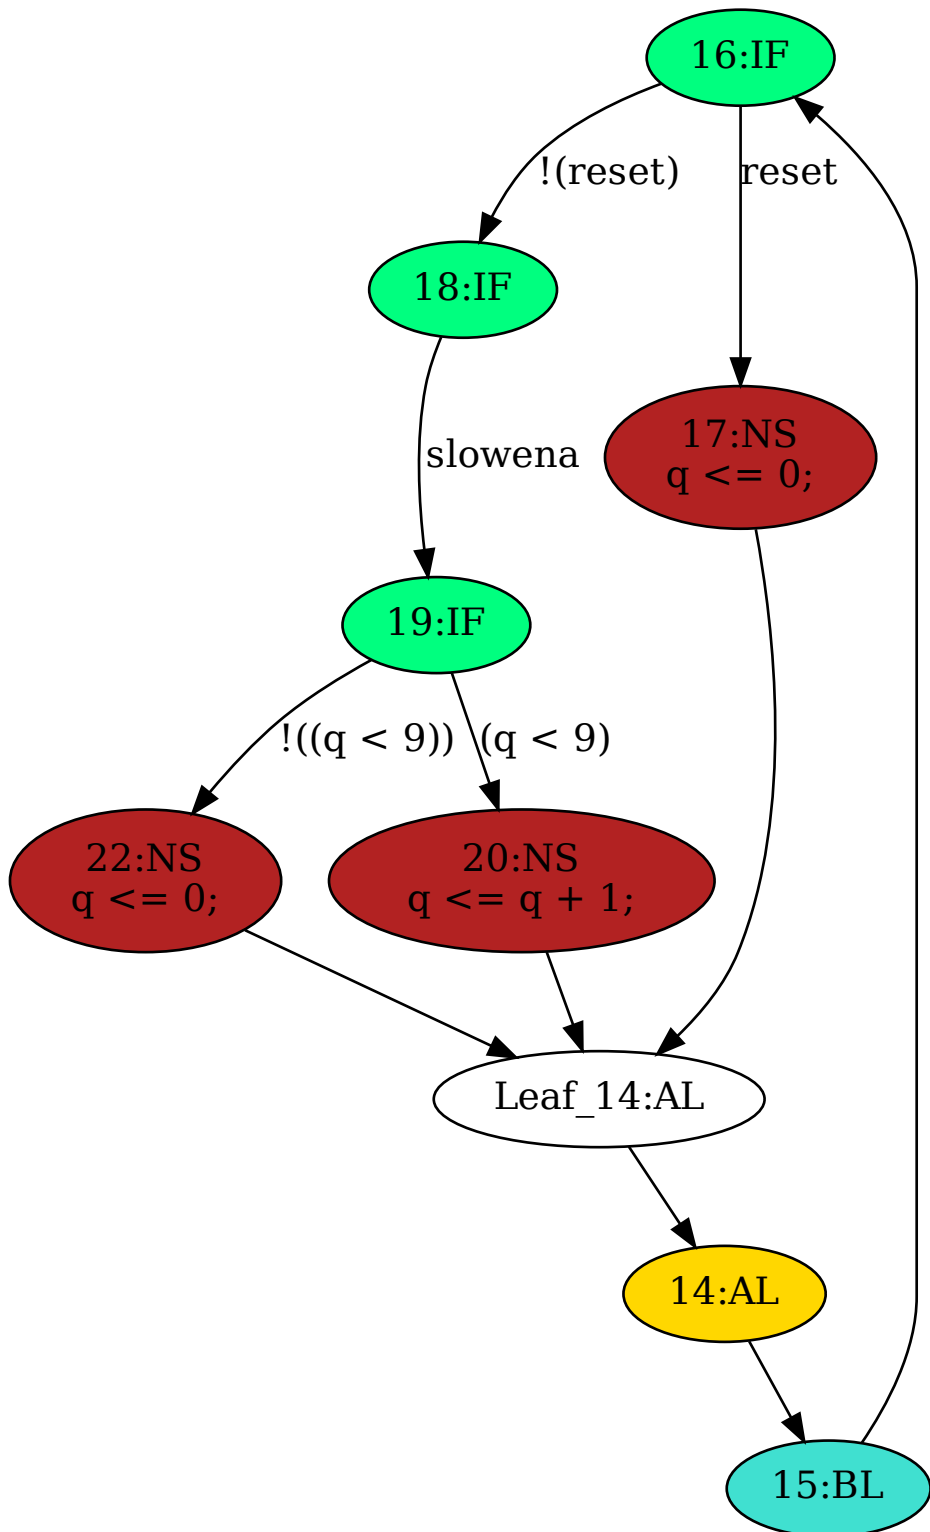 16:IF
!(reset)
reset
18:IF
17:NS
q <= 0;
slowena
19:IF
!((q < 9))
(q < 9)
22:NS
q <= 0;
20:NS
q <= q + 1;
Leaf_14:AL
14:AL
15:BL